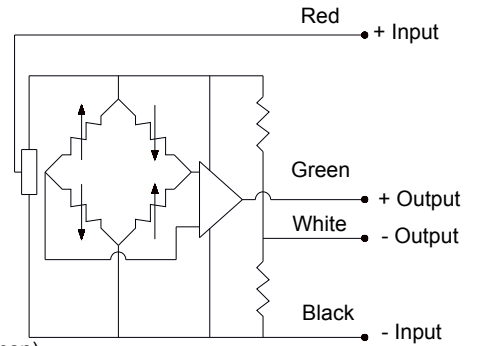 Red
+ Input
Green
+ Output
White
- Output
Black
- Input